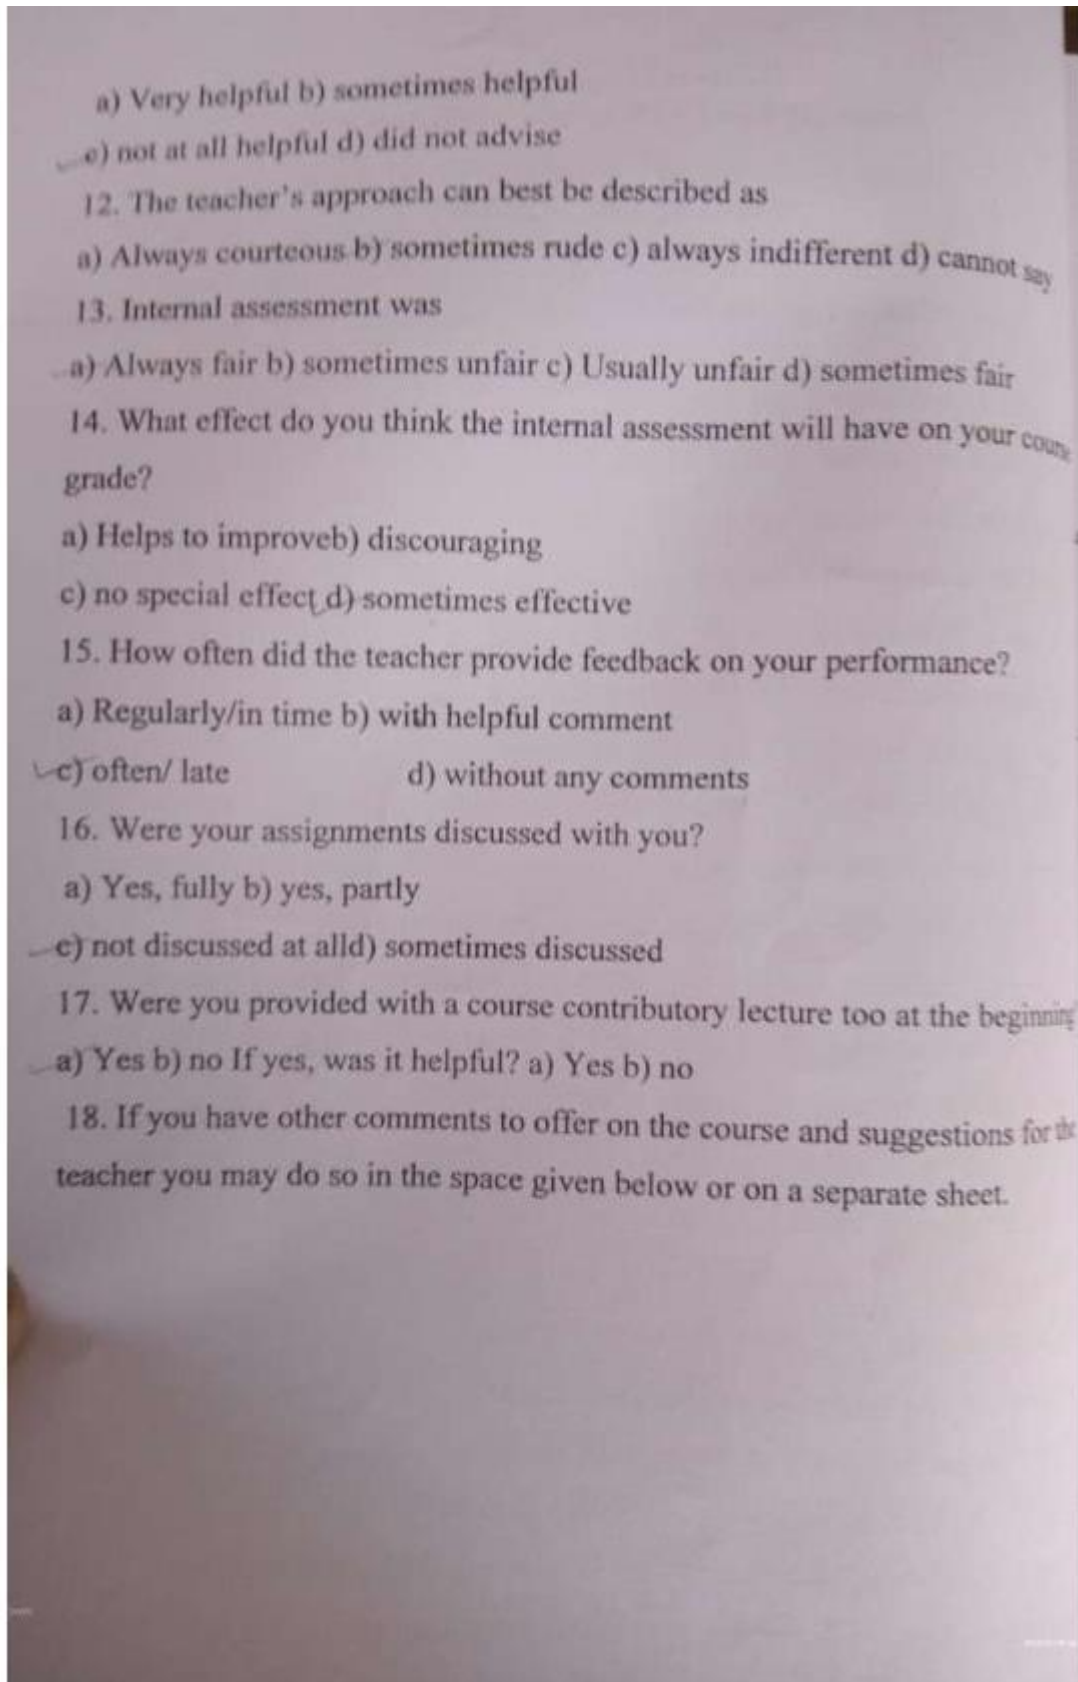 a) Very helpful b) sometimes helpful
c) not at all helpful d) did not advise
12. The teacher's approach can best be described as
a) Always courteous b) sometimes rude c) always indifferent d) cannot say
13. Internal assessment was
a) Always fair b) sometimes unfair c) Usually unfair d) sometimes fair
14. What effect do you think the internal assessment will have on your course
grade?
a) Helps to improveb) discouraging
c) no special effect d) sometimes effective
15. How often did the teacher provide feedback on your performance?
a) Regularly/in time b) with helpful comment
c) often/ late d) without any comments
16. Were your assignments discussed with you?
a) Yes, fully b) yes, partly
c) not discussed at alld) sometimes discussed
17. Were you provided with a course contributory lecture too at the beginning
a) Yes b) no If yes, was it helpful? a) Yes b) no
18. If you have other comments to offer on the course and suggestions for the
teacher you may do so in the space given below or on a separate sheet.